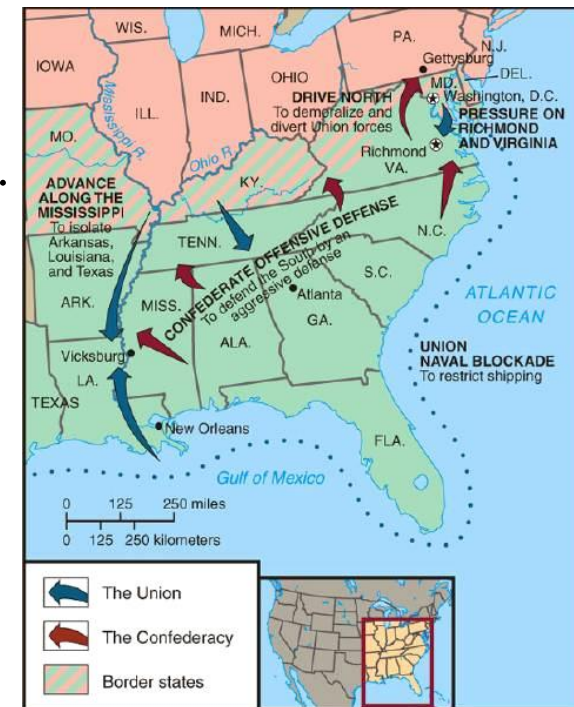 WIS.
MICH.
PA.
N.J.
Gettysburg
IOWA
OHIO
MD.
DEL.
ILL.
IND.
DRIVE NORTH
To demoralize and
divert Union forces
Washington, D.C.
PRESSURE ON
RICHMOND
AND VIRGINIA
Mississippi R.
Ohio R.
MO.
Richmond
VA.
KY.
ADVANCE
ALONG THE
MISSISSIPPI
To isolate
Arkansas,
Louisiana,
and Texas
TENN.
N.C.
CONFEDERATE OFFENSIVE DEFENSE
To defend the South by an
aggressive defense
S.C.
ARK.
MISS.
Atlanta
ATLANTIC
OCEAN
ALA.
GA.
UNION
NAVAL BLOCKADE
To restrict shipping
Vicksburg
LA.
TEXAS
New Orleans
FLA.
Gulf of Mexico
0 125 250 miles
0 125 250 kilometers
The Union
The Confederacy
Border states